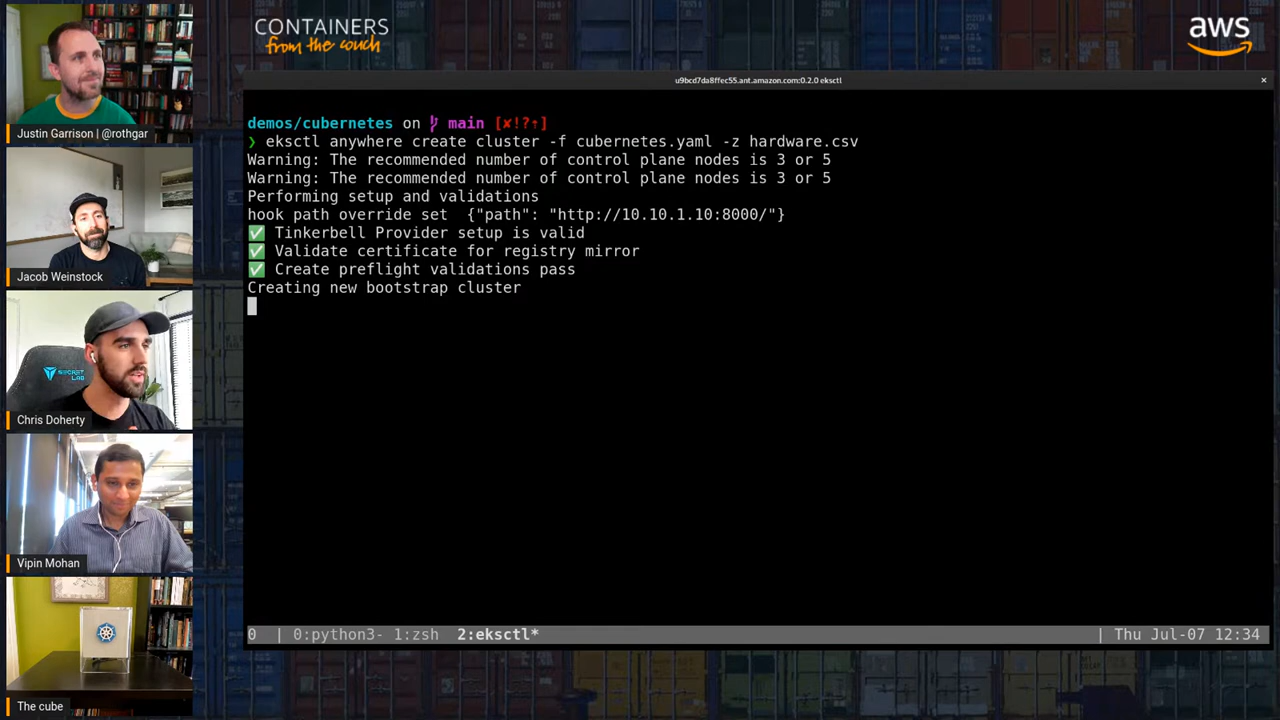 Justin Garrison | @rothgar
Jacob Weinstock
Chris Doherty
Vipin Mohan
The cube
CONTAINERS
from the couch
aws
u9bcd7da8ffec55.ant.amazon.com:0.2.0 eksctl
×
demos/cubernetes on main [✘!?⇡]
❯ eksctl anywhere create cluster -f cubernetes.yaml -z hardware.csv
Warning: The recommended number of control plane nodes is 3 or 5
Warning: The recommended number of control plane nodes is 3 or 5
Performing setup and validations
hook path override set {"path": "http://10.10.1.10:8000/"}
✅ Tinkerbell Provider setup is valid
✅ Validate certificate for registry mirror
✅ Create preflight validations pass
Creating new bootstrap cluster
0 | 0:python3- 1:zsh 2:eksctl* | Thu Jul-07 12:34